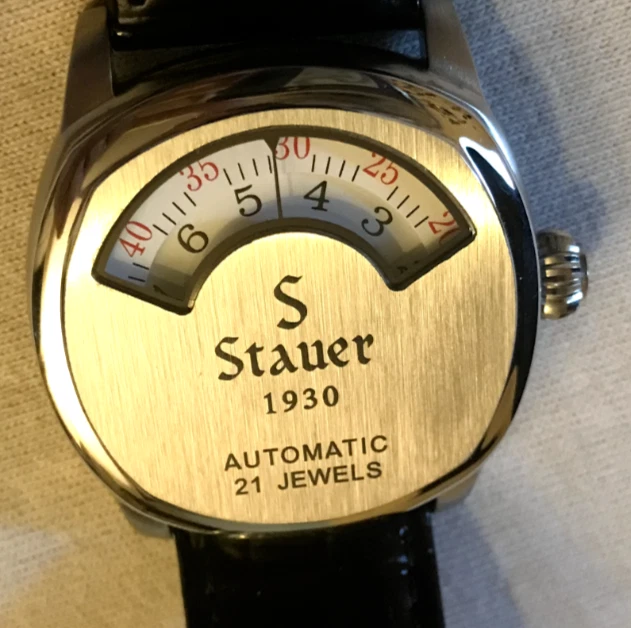 40 35 30 25
6 5 4 3
S
Stauer
1930
AUTOMATIC
21 JEWELS